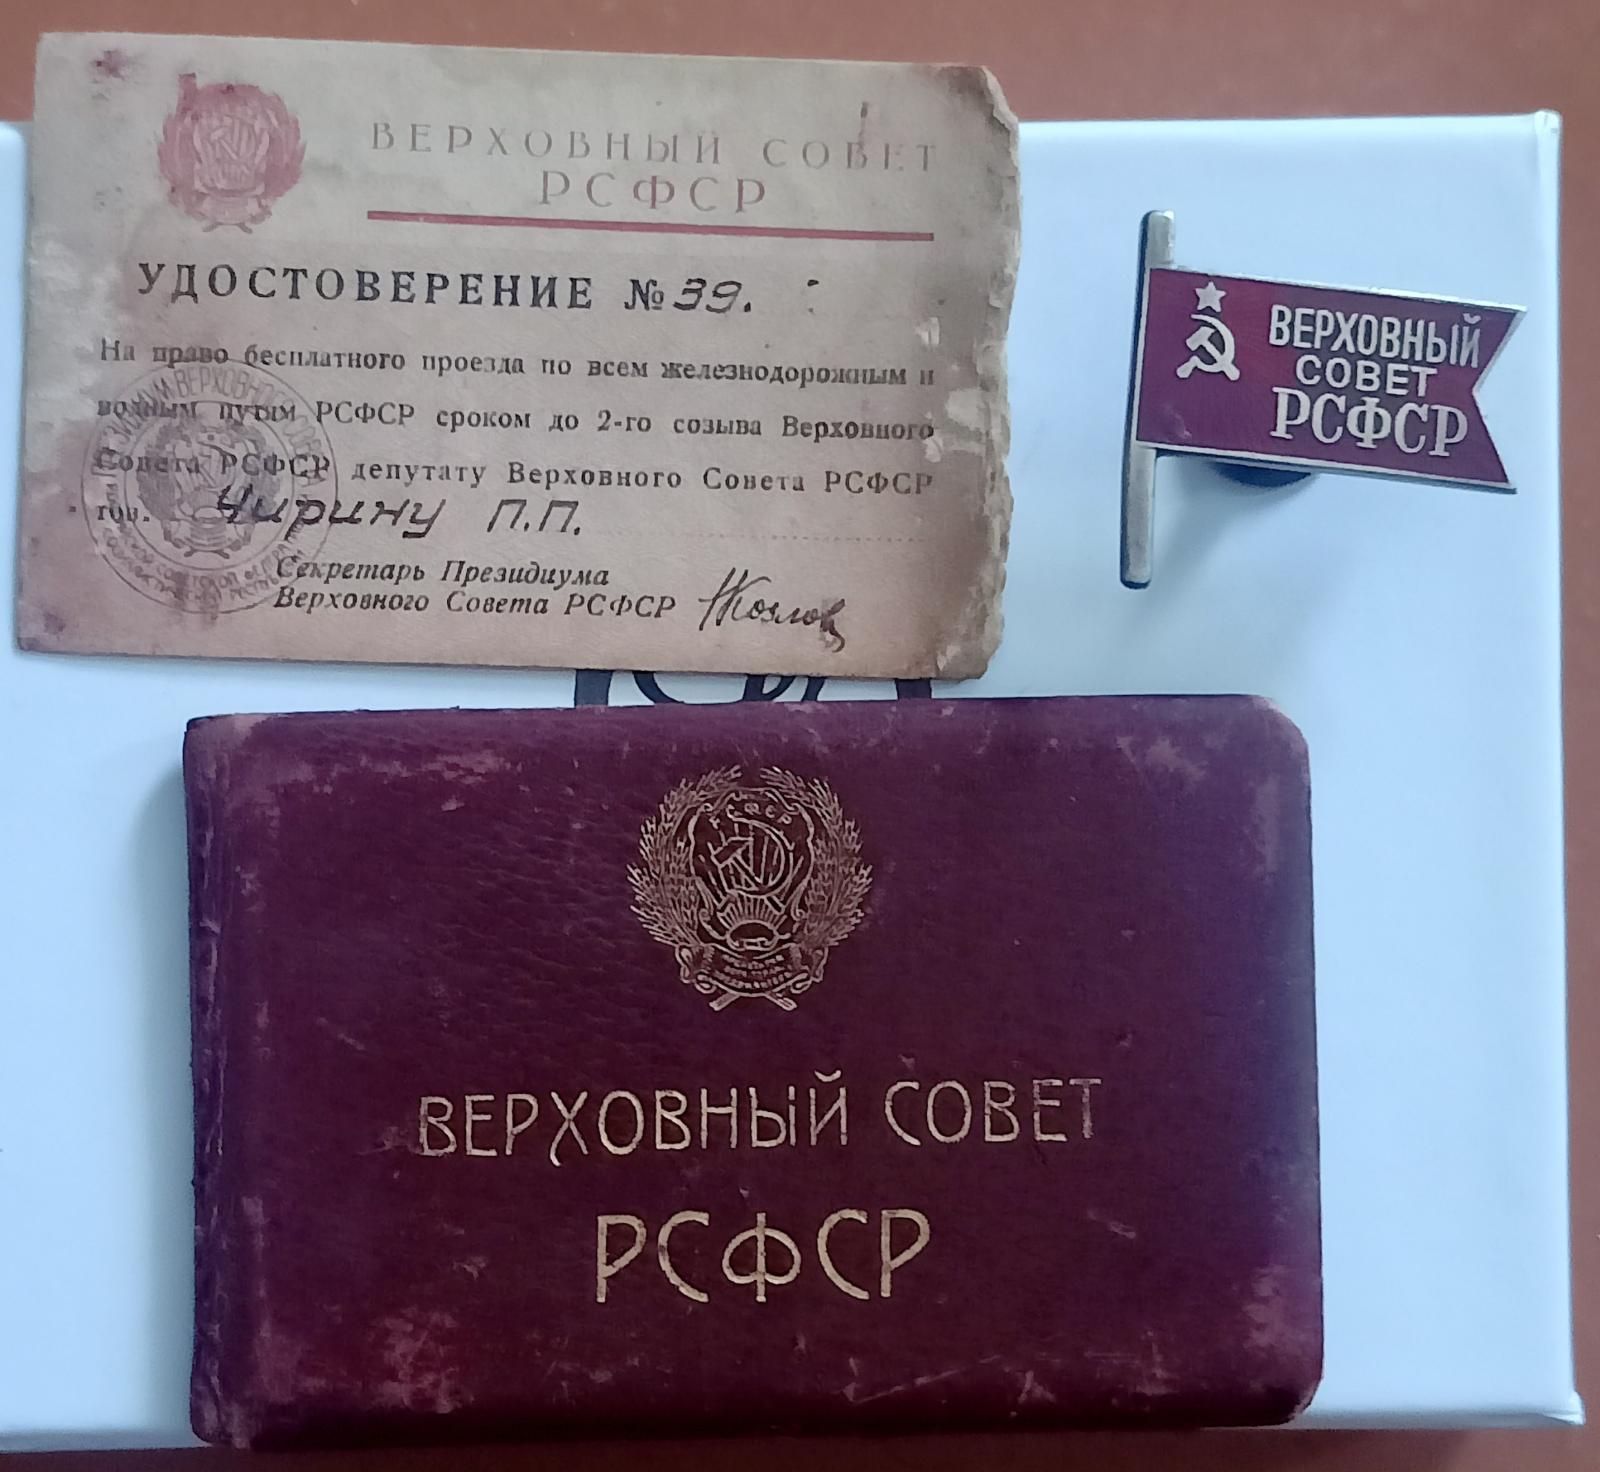 ВЕРХОВНЫЙ СОВЕТ
РСФСР
УДОСТОВЕРЕНИЕ №39.
На право бесплатного проезда по всем железнодорожным и
водным путям РСФСР сроком до 2-го созыва Верховного
Совета РСФСР депутату Верховного Совета РСФСР
тов. Чирину П.П.
Секретарь Президиума
Верховного Совета РСФСР Козлов
ВЕРХОВНЫЙ
СОВЕТ
РСФСР
РСФСР
ВЕРХОВНЫЙ СОВЕТ
РСФСР